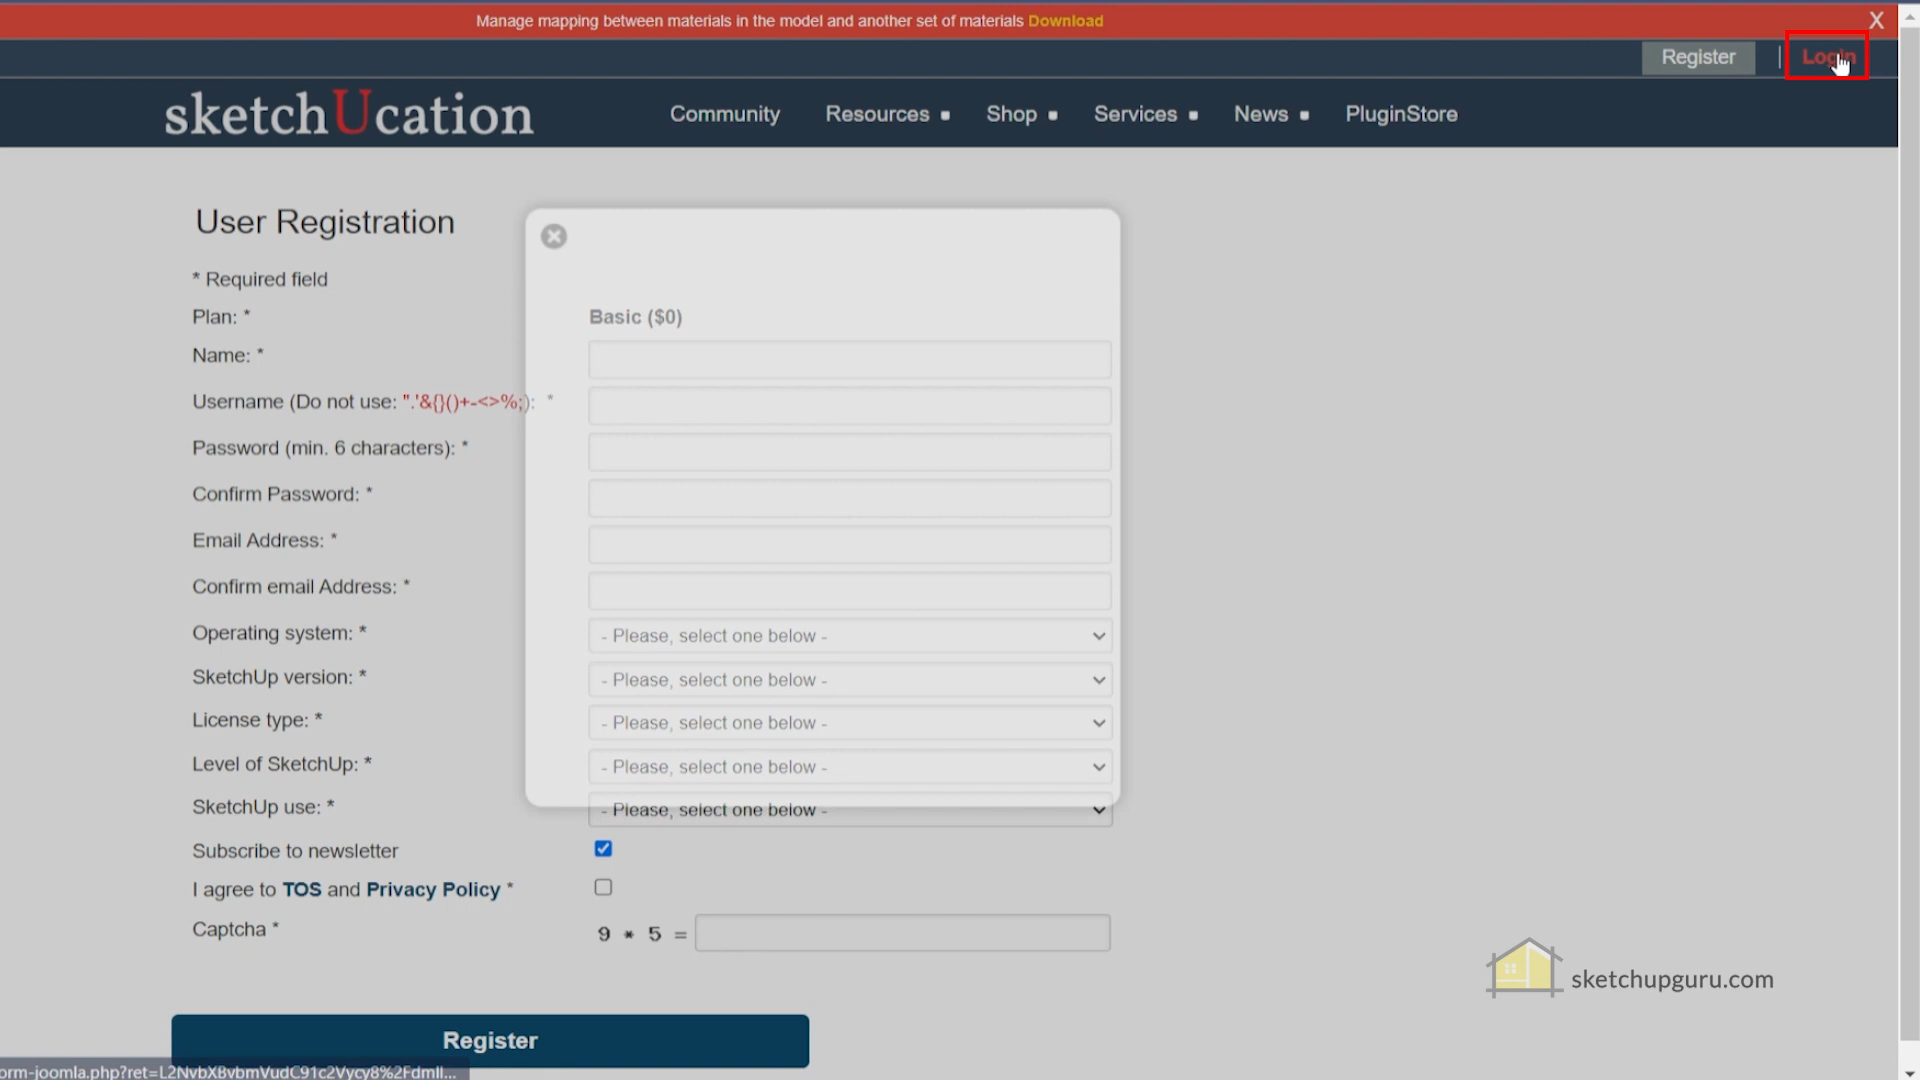 Manage mapping between materials in the model and another set of materials Download
X
Register | Login
sketchUcation
Community Resources Shop Services News PluginStore
User Registration
* Required field
Plan: * Basic ($0)
Name: *
Username (Do not use: ".'&{}()+-<>%;): *
Password (min. 6 characters): *
Confirm Password: *
Email Address: *
Confirm email Address: *
Operating system: * - Please, select one below -
SketchUp version: * - Please, select one below -
License type: * - Please, select one below -
Level of SketchUp: * - Please, select one below -
SketchUp use: * - Please, select one below -
Subscribe to newsletter
I agree to TOS and Privacy Policy *
Captcha * 9 * 5 =
sketchupguru.com
Register